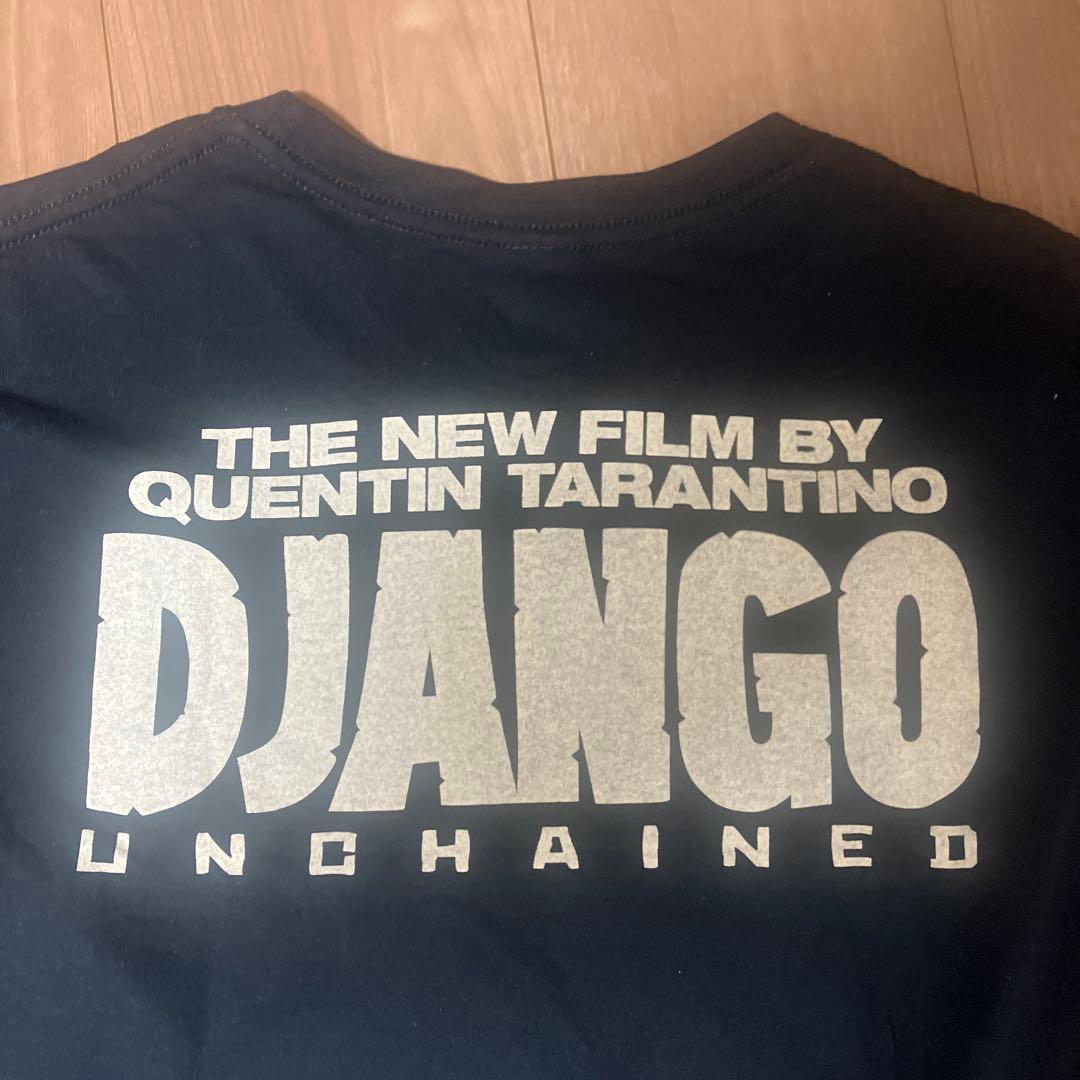 THE NEW FILM BY
QUENTIN TARANTINO
DJANGO
UNCHAINED